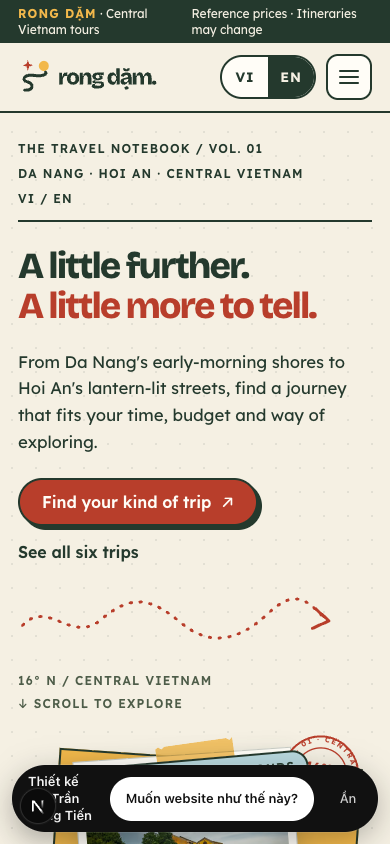 RONG DẶM · Central Vietnam tours
Reference prices · Itineraries may change
rong dặm.
VI EN
THE TRAVEL NOTEBOOK / VOL. 01
DA NANG · HOI AN · CENTRAL VIETNAM
VI / EN
A little further.
A little more to tell.
From Da Nang's early-morning shores to
Hoi An's lantern-lit streets, find a journey
that fits your time, budget and way of
exploring.
Find your kind of trip ↗
See all six trips
16° N / CENTRAL VIETNAM
↓ SCROLL TO EXPLORE
Thiết kế
Trần
Tiến
N
Muốn website như thế này?
Ẩn